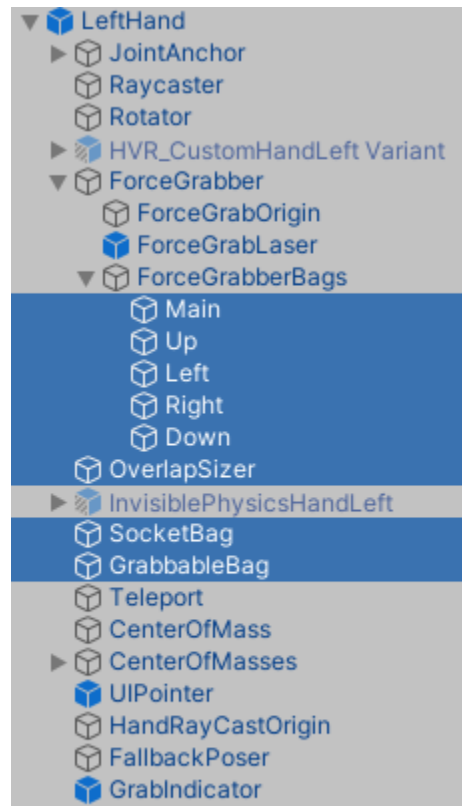 LeftHand
JointAnchor
Raycaster
Rotator
HVR_CustomHandLeft Variant
ForceGrabber
ForceGrabOrigin
ForceGrabLaser
ForceGrabberBags
Main
Up
Left
Right
Down
OverlapSizer
InvisiblePhysicsHandLeft
SocketBag
GrabbableBag
Teleport
CenterOfMass
CenterOfMasses
UIPointer
HandRayCastOrigin
FallbackPoser
GrabIndicator